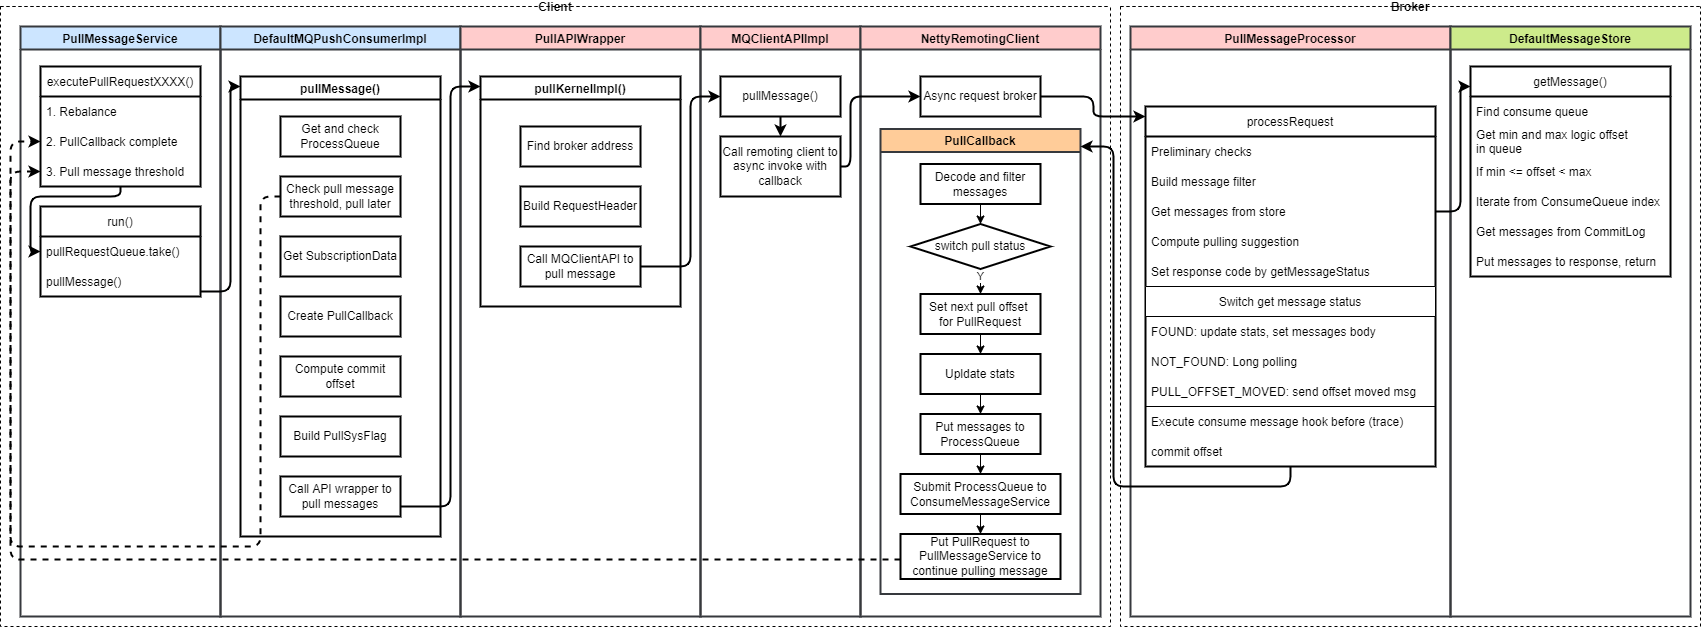 Client
Broker
PullMessageService
DefaultMQPushConsumerImpl
PullAPIWrapper
MQClientAPIImpl
NettyRemotingClient
PullMessageProcessor
DefaultMessageStore
executePullRequestXXXX()
1. Rebalance
2. PullCallback complete
3. Pull message threshold
run()
pullRequestQueue.take()
pullMessage()
pullMessage()
Get and check
ProcessQueue
Check pull message
threshold, pull later
Get SubscriptionData
Create PullCallback
Compute commit
offset
Build PullSysFlag
Call API wrapper to
pull messages
pullKernelImpl()
Find broker address
Build RequestHeader
Call MQClientAPI to
pull message
pullMessage()
Call remoting client to
async invoke with
callback
Async request broker
PullCallback
Decode and filter
messages
switch pull status
Y
Set next pull offset
for PullRequest
Upldate stats
Put messages to
ProcessQueue
Submit ProcessQueue to
ConsumeMessageService
Put PullRequest to
PullMessageService to
continue pulling message
processRequest
Preliminary checks
Build message filter
Get messages from store
Compute pulling suggestion
Set response code by getMessageStatus
Switch get message status
FOUND: update stats, set messages body
NOT_FOUND: Long polling
PULL_OFFSET_MOVED: send offset moved msg
Execute consume message hook before (trace)
commit offset
getMessage()
Find consume queue
Get min and max logic offset
in queue
If min <= offset < max
Iterate from ConsumeQueue index
Get messages from CommitLog
Put messages to response, return